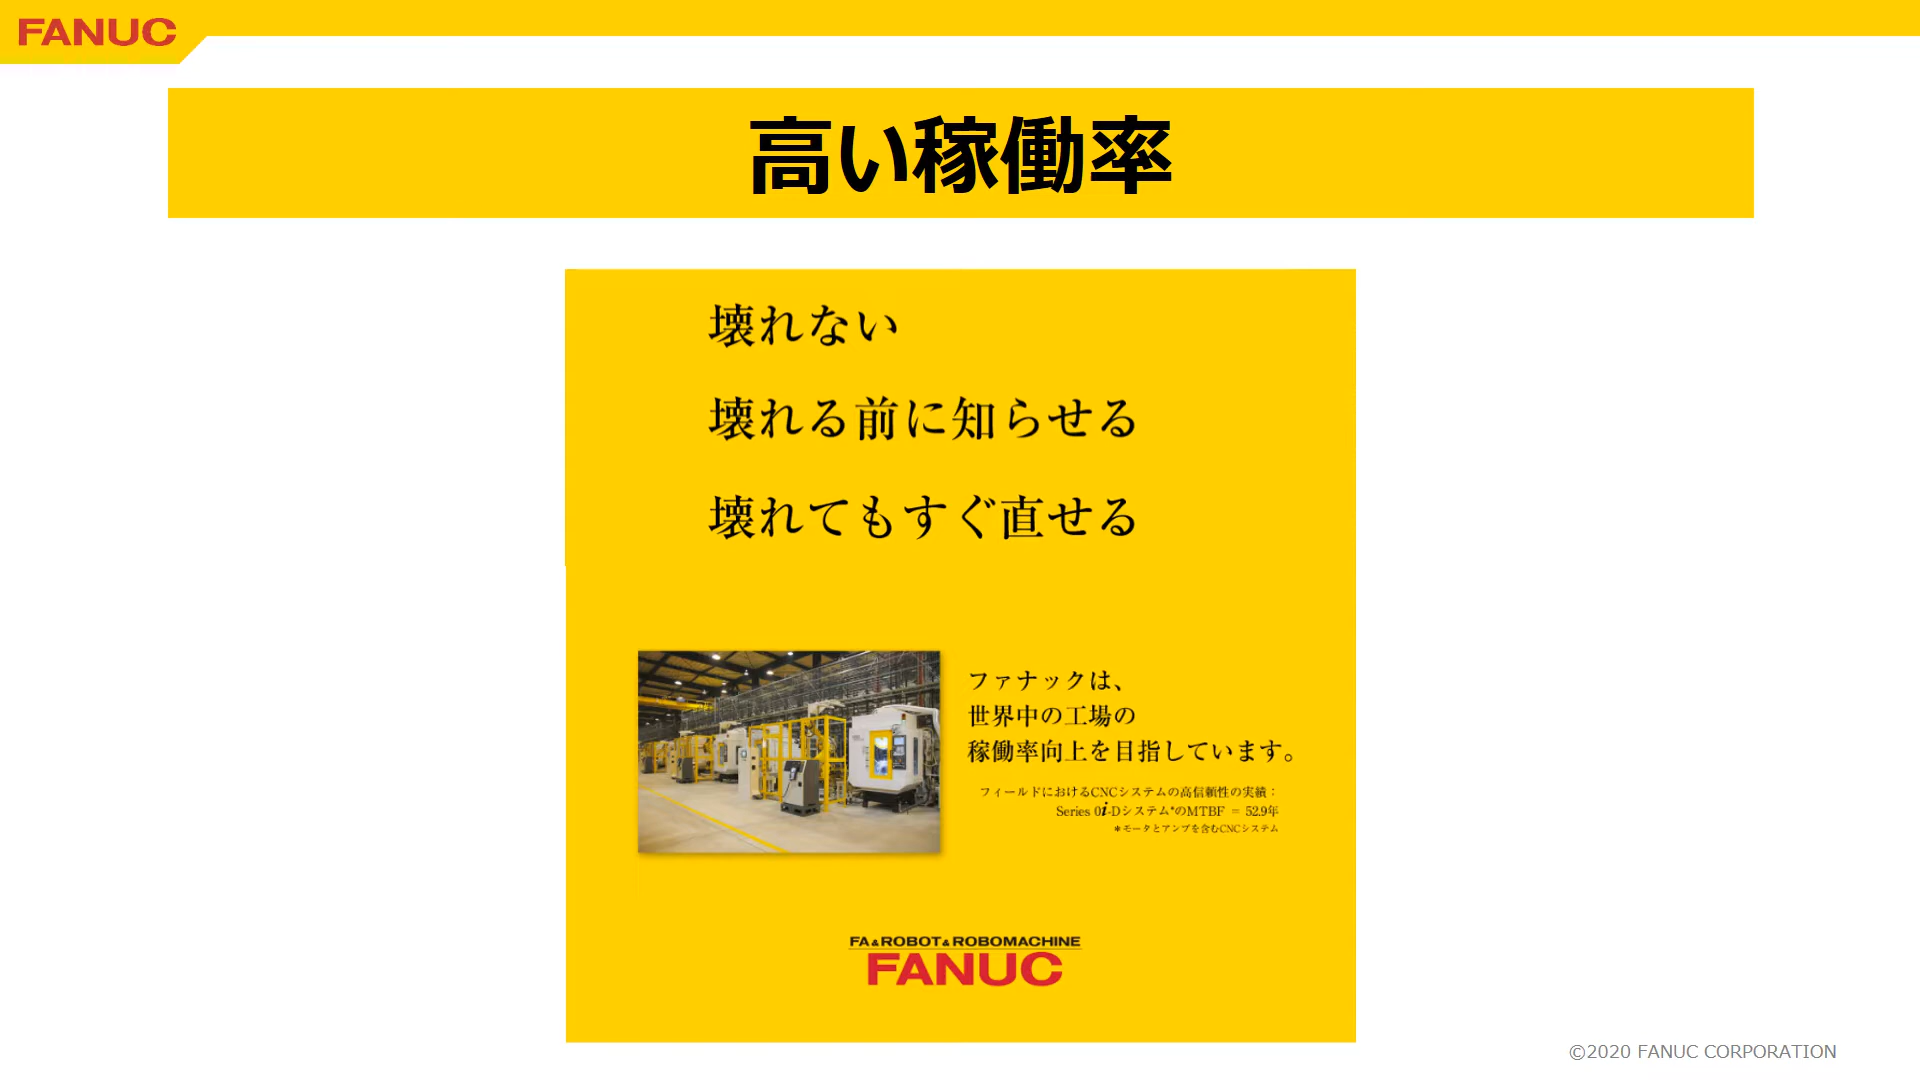 FANUC
高い稼働率
壊れない
壊れる前に知らせる
壊れてもすぐ直せる
ファナックは、
世界中の工場の
稼働率向上を目指しています。
フィールドにおけるCNCシステムの高信頼性の実績：
Series 0i-Dシステム*のMTBF = 52.9年
＊モータとアンプを含むCNCシステム
FA&ROBOT&ROBOMACHINE
FANUC
©2020 FANUC CORPORATION